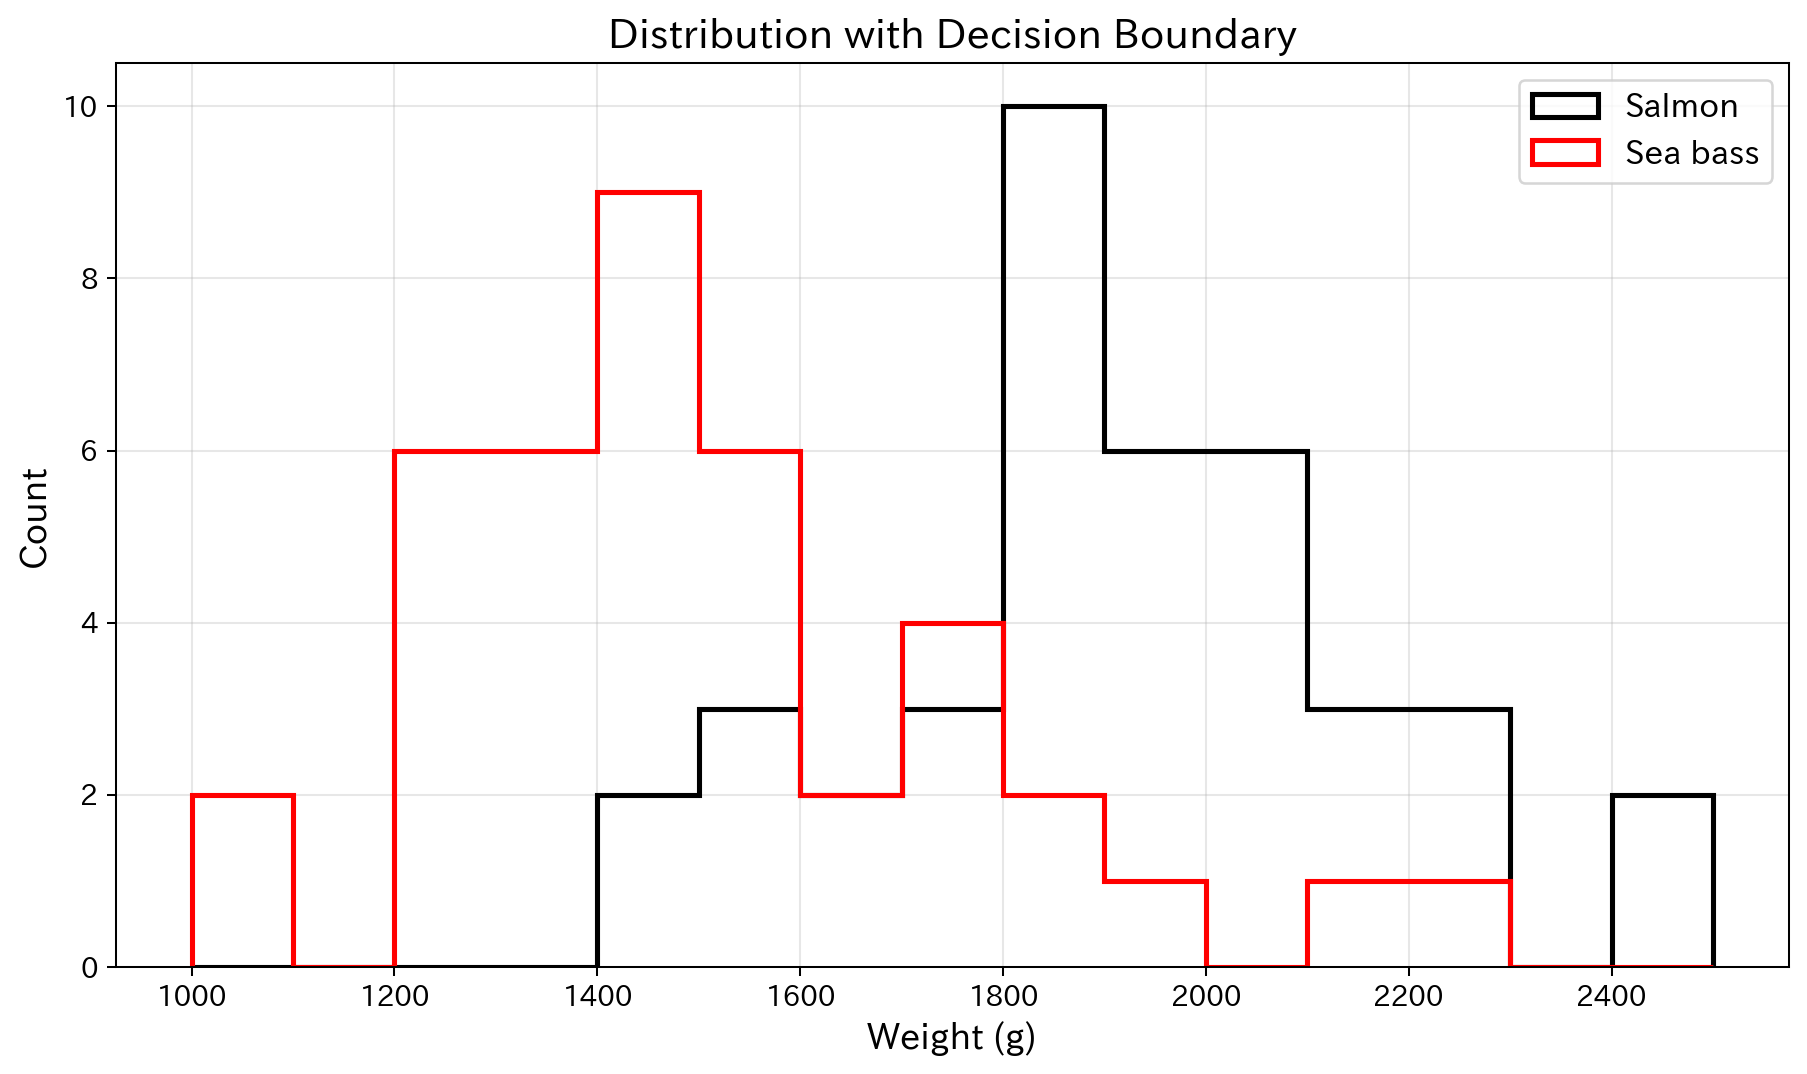 Distribution with Decision Boundary
Salmon
Sea bass
Count
10
8
6
4
2
0
1000 1200 1400 1600 1800 2000 2200 2400
Weight (g)